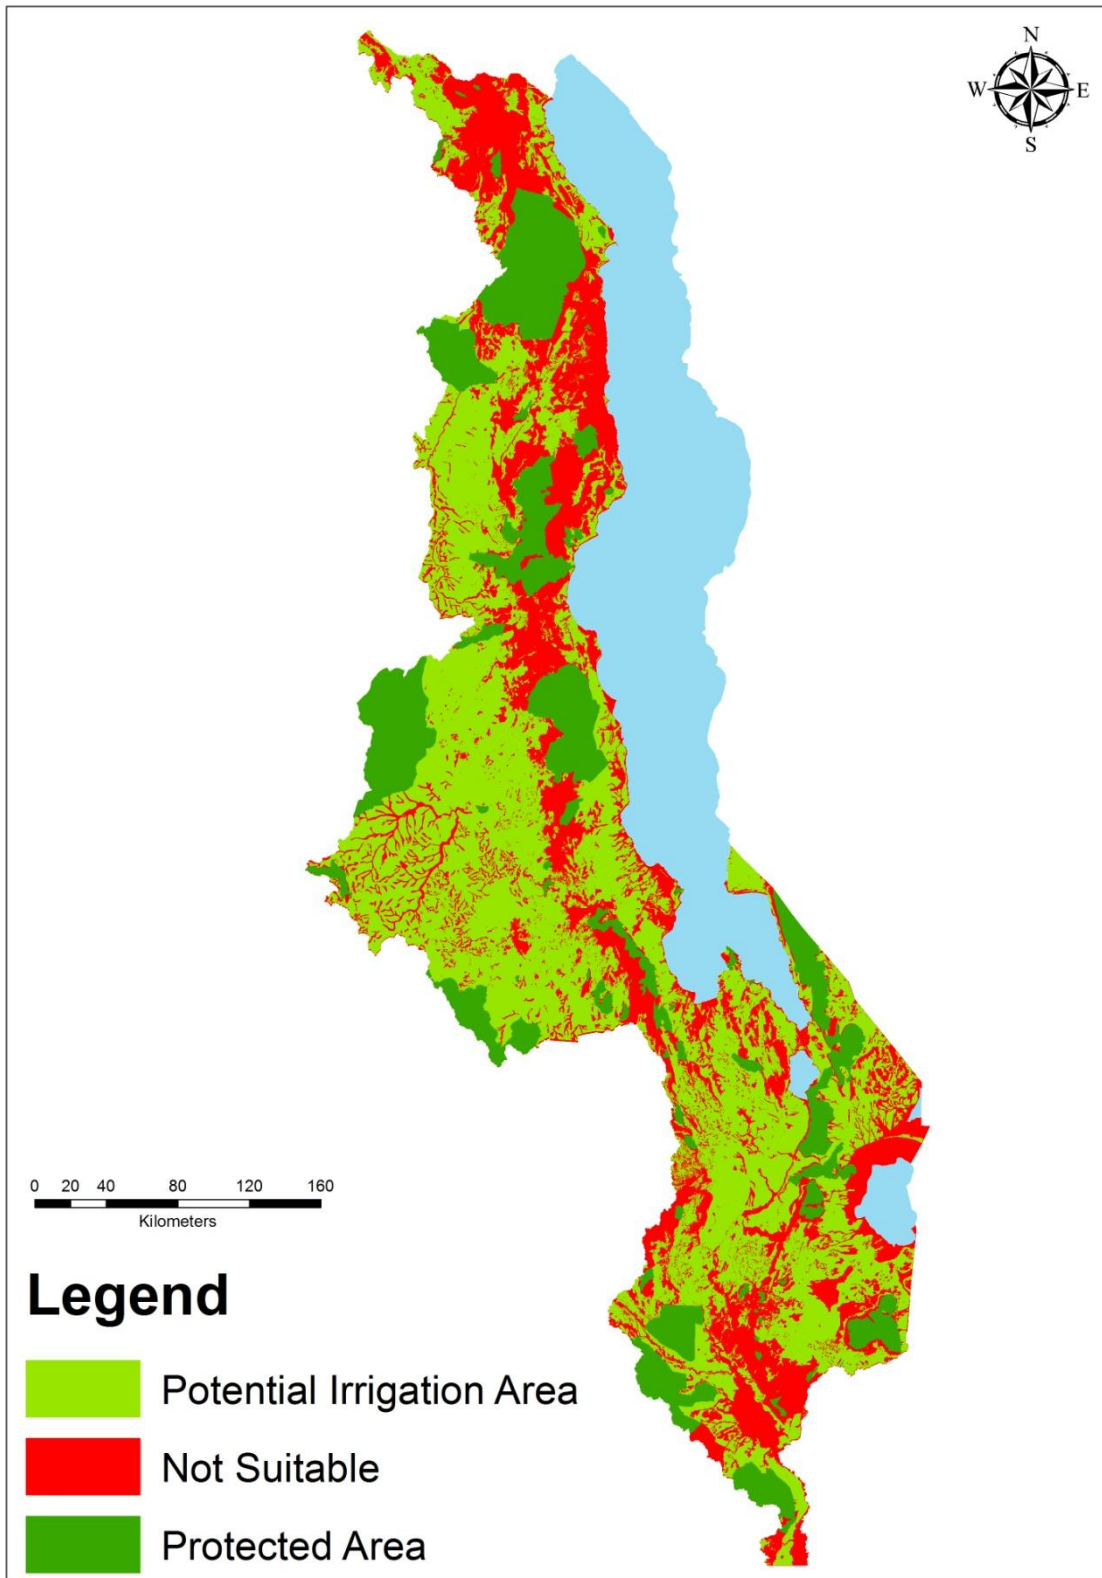 N
W E
S
0 20 40 80 120 160
Kilometers
Legend
Potential Irrigation Area
Not Suitable
Protected Area